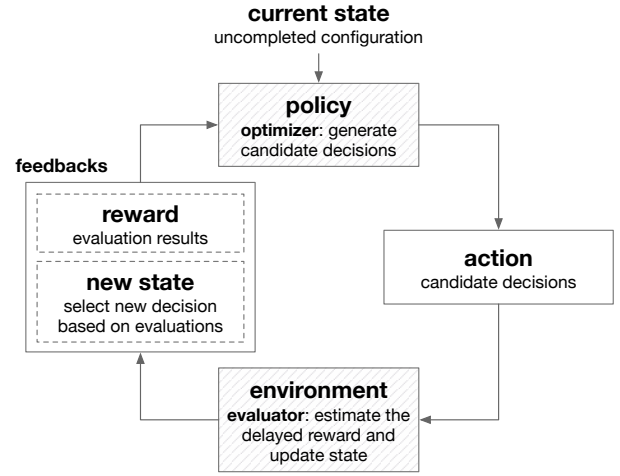 current state
uncompleted configuration
policy
optimizer: generate
candidate decisions
feedbacks
reward
evaluation results
new state
select new decision
based on evaluations
action
candidate decisions
environment
evaluator: estimate the
delayed reward and
update state